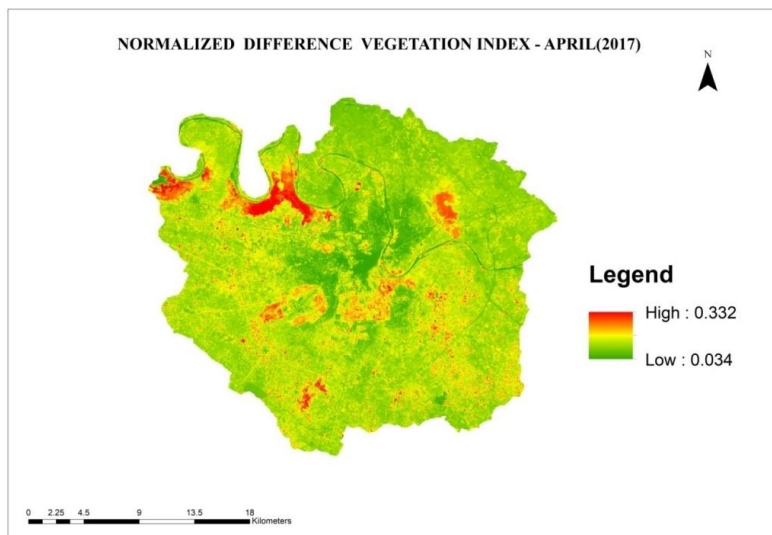 NORMALIZED DIFFERENCE VEGETATION INDEX - APRIL(2017)
N
Legend
High : 0.332
Low : 0.034
0 2.25 4.5 9 13.5 18
Kilometers